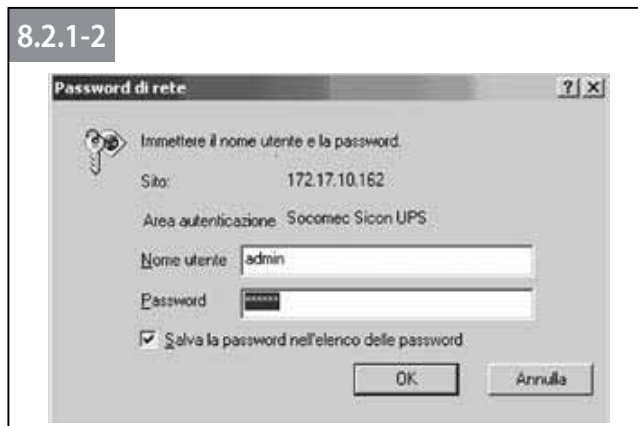 8.2.1-2
Password di rete
Immettere il nome utente e la password.
Sito: 172.17.10.162
Area autenticazione Socomec Sicon UPS
Nome utente admin
Password ******
Salva la password nell'elenco delle password
OK Annulla